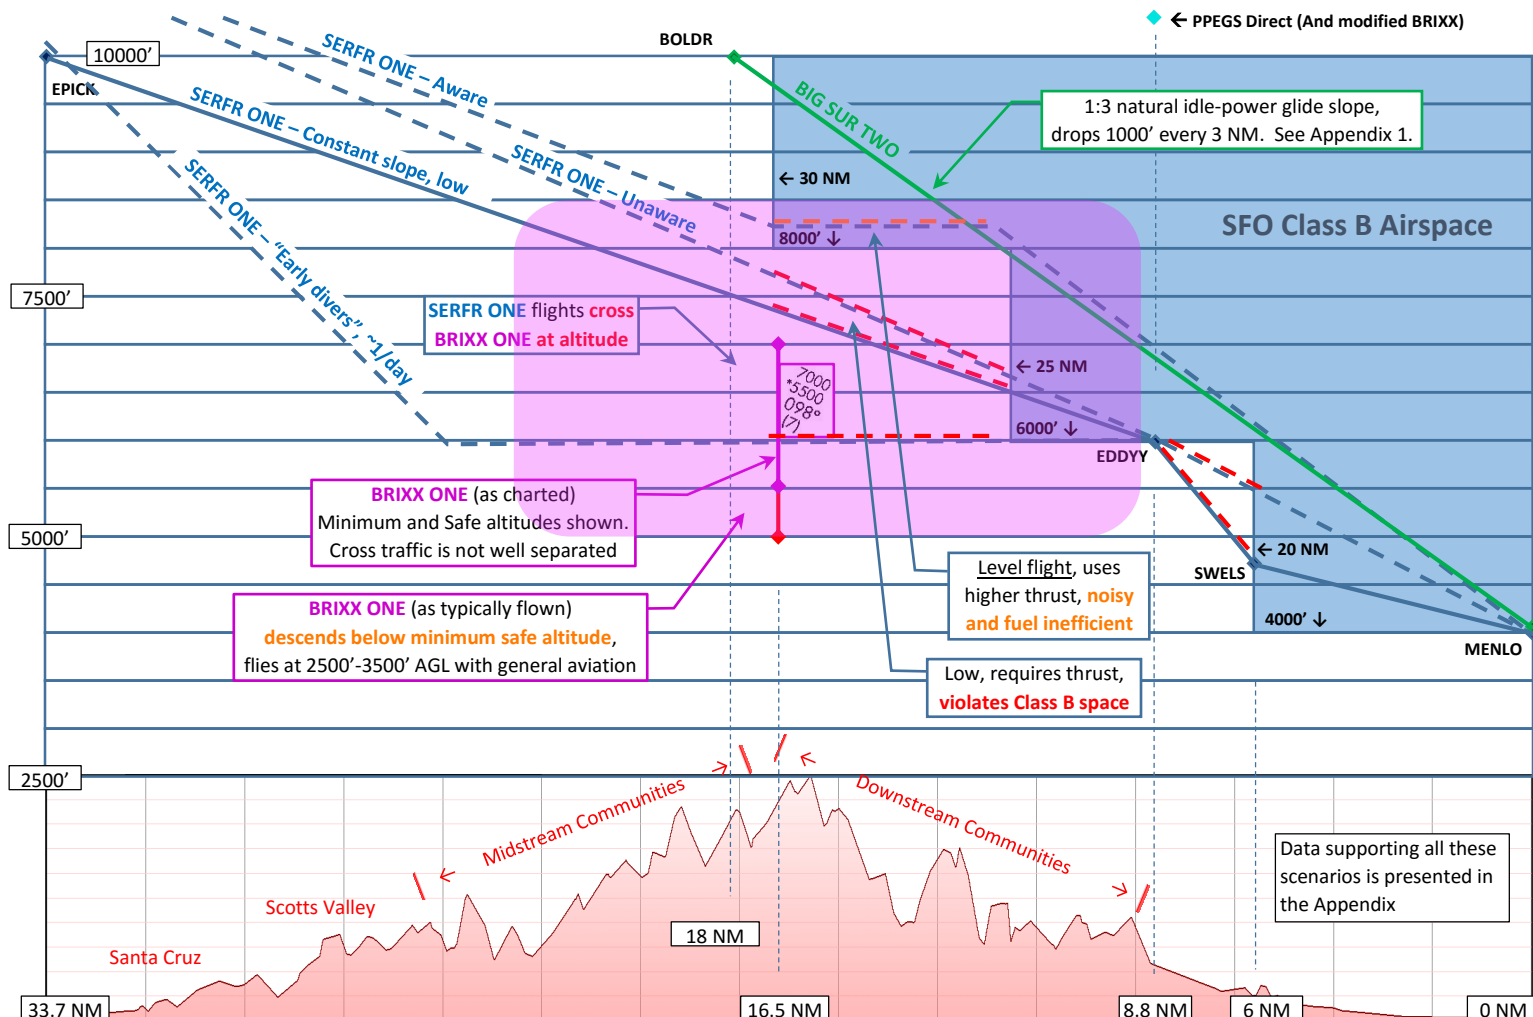 ← PPEGS Direct (And modified BRIXX)
BOLDR
10000’
EPICK
SERFR ONE – Aware
SERFR ONE – Constant slope, low
SERFR ONE – Unaware
SERFR ONE – “Early divers”, ~1/day
BIG SUR TWO
1:3 natural idle-power glide slope,
drops 1000’ every 3 NM.  See Appendix 1.
← 30 NM
SFO Class B Airspace
8000’ ↓
7500’
SERFR ONE flights cross
BRIXX ONE at altitude
7000
*5500
098°
(7)
← 25 NM
6000’ ↓
EDDYY
BRIXX ONE (as charted)
Minimum and Safe altitudes shown.
Cross traffic is not well separated
5000’
← 20 NM
SWELS
Level flight, uses
higher thrust, noisy
and fuel inefficient
BRIXX ONE (as typically flown)
descends below minimum safe altitude,
flies at 2500’-3500’ AGL with general aviation
4000’ ↓
MENLO
Low, requires thrust,
violates Class B space
2500’
Midstream Communities
Downstream Communities
Data supporting all these
scenarios is presented in
the Appendix
Scotts Valley
Santa Cruz
18 NM
33.7 NM
16.5 NM
8.8 NM
6 NM
0 NM